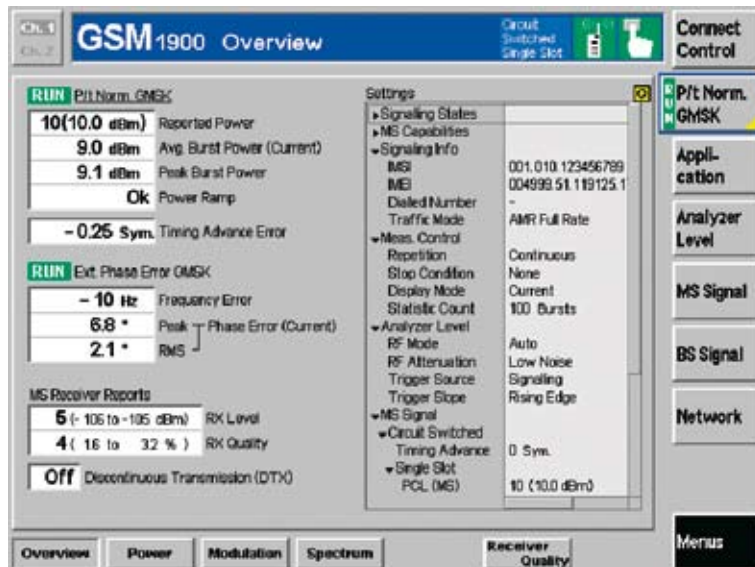 Ch. 1
Ch. 2
GSM 1900 Overview
Circuit Switched Single Slot
Connect Control
RUN P/t Norm. GMSK
10(10.0 dBm) Reported Power
9.0 dBm Avg. Burst Power (Current)
9.1 dBm Peak Burst Power
Ok Power Ramp
-0.25 Sym. Timing Advance Error
RUN Ext. Phase Error GMSK
- 10 Hz Frequency Error
6.8 ° Peak Phase Error (Current)
2.1 ° RMS
MS Receiver Reports
5 (- 106 to -105 dBm) RX Level
4 ( 1.6 to 3.2 % ) RX Quality
Off Discontinuous Transmission (DTX)
Settings
Signaling States
MS Capabilities
Signaling Info
IMSI 001.010.123456789
IMEI 004999.51.119125.1
Dialed Number -
Traffic Mode AMR Full Rate
Meas. Control
Repetition Continuous
Stop Condition None
Display Mode Current
Statistic Count 100 Bursts
Analyzer Level
RF Mode Auto
RF Attenuation Low Noise
Trigger Source Signalling
Trigger Slope Rising Edge
MS Signal
Circuit Switched
Timing Advance 0 Sym.
Single Slot
PCL (MS) 10 (10.0 dBm)
RUN P/t Norm. GMSK
Appli-
cation
Analyzer Level
MS Signal
BS Signal
Network
Menus
Overview Power Modulation Spectrum Receiver Quality